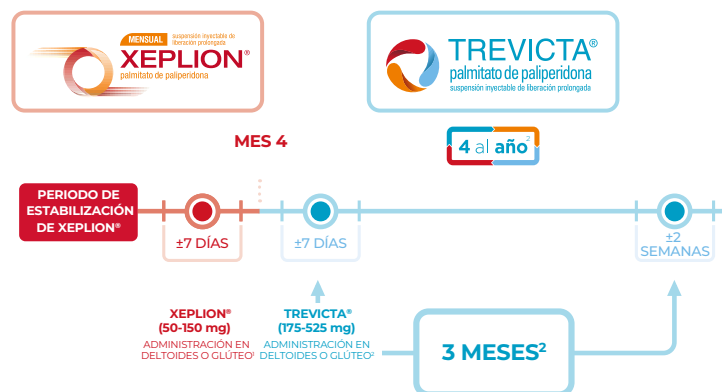 MENSUAL suspensión inyectable de
liberación prolongada
XEPLION®
palmitato de paliperidona
TREVICTA®
palmitato de paliperidona
suspensión inyectable de liberación prolongada
MES 4
4 al año²
PERIODO DE
ESTABILIZACIÓN
DE XEPLION®
±7 DÍAS
±7 DÍAS
±2
SEMANAS
XEPLION®
(50-150 mg)
ADMINISTRACIÓN EN
DELTOIDES O GLÚTEO¹
TREVICTA®
(175-525 mg)
ADMINISTRACIÓN EN
DELTOIDES O GLÚTEO²
3 MESES²